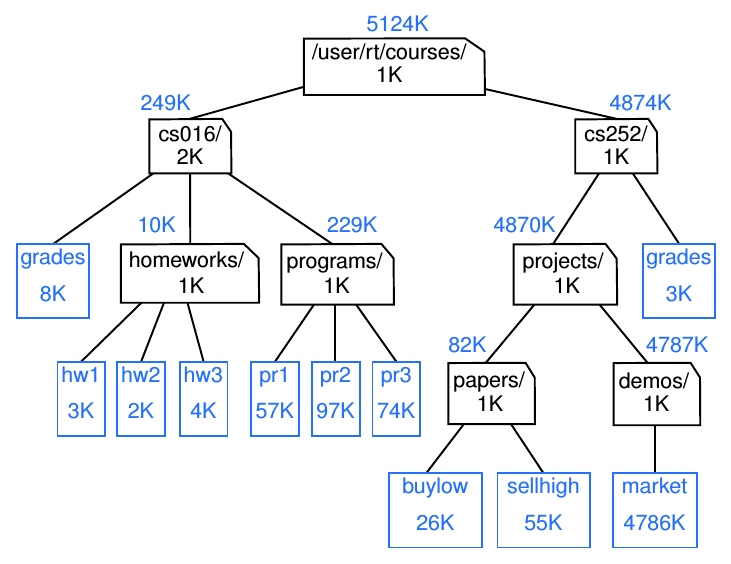 5124K
/user/rt/courses/
1K
249K
4874K
cs016/
2K
cs252/
1K
10K
229K
4870K
grades
8K
homeworks/
1K
programs/
1K
projects/
1K
grades
3K
82K
4787K
hw1
3K
hw2
2K
hw3
4K
pr1
57K
pr2
97K
pr3
74K
papers/
1K
demos/
1K
buylow
26K
sellhigh
55K
market
4786K